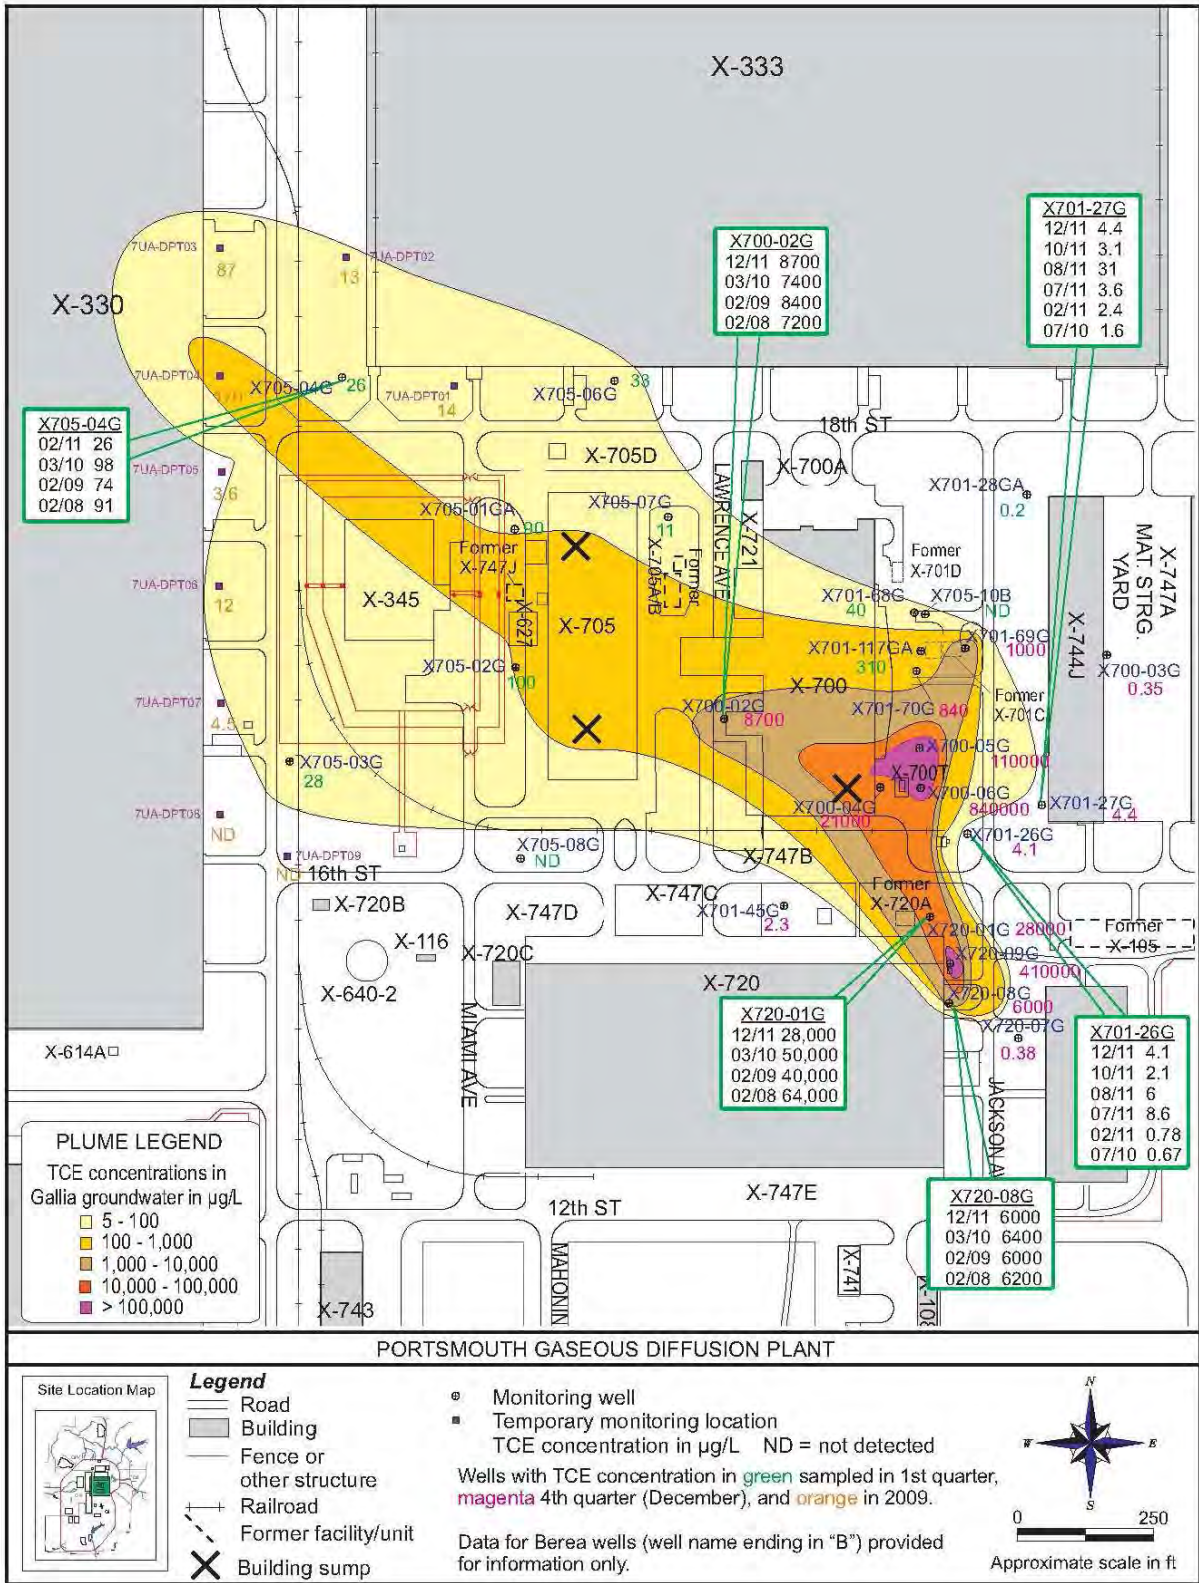 X-333
X-330
7UA-DPT03
87
7UA-DPT02
13
X700-02G
12/11 8700
03/10 7400
02/09 8400
02/08 7200
X701-27G
12/11 4.4
10/11 3.1
08/11 31
07/11 3.6
02/11 2.4
07/10 1.6
7UA-DPT04
X705-04G
26
7UA-DPT01
14
X705-06G
33
X705-04G
02/11 26
03/10 98
02/09 74
02/08 91
18th ST
7UA-DPT05
3.6
X-705D
LAWRENCE AVE
X-700A
X-721
X701-28GA
0.2
X705-01GA
80
X705-07G
11
Former
X-747J
Former
X-705A/B
Former
X-701D
X-747A
MAT. STRG.
YARD
7UA-DPT06
12
X-345
X-627
X-705
X701-68G
40
X705-10B
ND
X-744J
X701-69G
1000
X701-117GA
310
X700-03G
0.35
X705-02G
100
X-700
7UA-DPT07
4.5
X700-02G
8700
X701-70G
840
Former
X-701C
X705-03G
28
X700-05G
110000
X-700T
X700-06G
840000
X700-04G
21000
X701-27G
4.4
7UA-DPT08
ND
X701-26G
4.1
7UA-DPT09
ND
16th ST
X705-08G
ND
X-747B
X-720B
X-747D
X-747C
X701-45G
2.3
Former
X-720A
X720-01G
28000
Former
X-105
X-116
X-720C
X-640-2
X-720
X720-09G
410000
X720-08G
6000
X720-07G
0.38
X720-01G
12/11 28,000
03/10 50,000
02/09 40,000
02/08 64,000
X701-26G
12/11 4.1
10/11 2.1
08/11 6
07/11 8.6
02/11 0.78
07/10 0.67
X-614A
MIAMI AVE
JACKSON AV
PLUME LEGEND
TCE concentrations in
Gallia groundwater in µg/L
5 - 100
100 - 1,000
1,000 - 10,000
10,000 - 100,000
> 100,000
X-747E
12th ST
X720-08G
12/11 6000
03/10 6400
02/09 6000
02/08 6200
X-743
MAHONIN
X-741
PORTSMOUTH GASEOUS DIFFUSION PLANT
Site Location Map
Legend
Road
Building
Fence or
other structure
Railroad
Former facility/unit
Building sump
Monitoring well
Temporary monitoring location
TCE concentration in µg/L ND = not detected
Wells with TCE concentration in green sampled in 1st quarter,
magenta 4th quarter (December), and orange in 2009.
Data for Berea wells (well name ending in “B”) provided
for information only.
N
W E
S
0 250
Approximate scale in ft